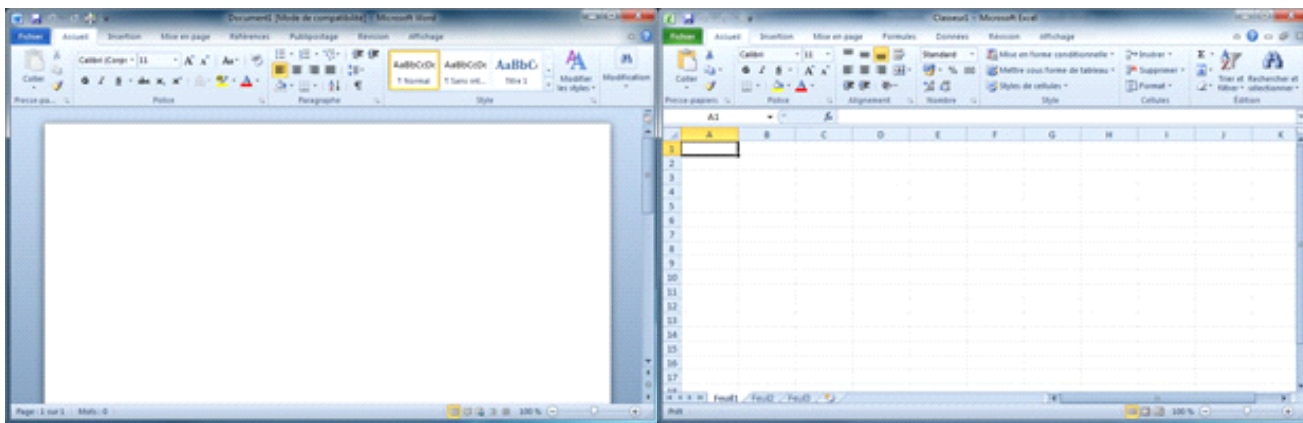 Document1 [Mode de compatibilité] - Microsoft Word
Fichier Accueil Insertion Mise en page Références Publipostage Révision Affichage
Calibri (Corp 11
AaBbCcDc AaBbCcDc AaBbC
Coller
¶ Normal ¶ Sans int... Titre 1
Modifier les styles
Modification
Presse-pa... Police Paragraphe Style
Page : 1 sur 1 Mots : 0 100 %
Classeur1 - Microsoft Excel
Fichier Accueil Insertion Mise en page Formules Données Révision Affichage
Calibri 11 Standard Mise en forme conditionnelle Insérer
Coller G I S Mettre sous forme de tableau Supprimer
Styles de cellules Format
Trier et filtrer Rechercher et sélectionner
Presse-papiers Police Alignement Nombre Style Cellules Édition
A1 fx
A B C D E F G H I J K
1
2
3
4
5
6
7
8
9
10
11
12
13
14
15
16
17
Feuil1 Feuil2 Feuil3
Prêt 100 %